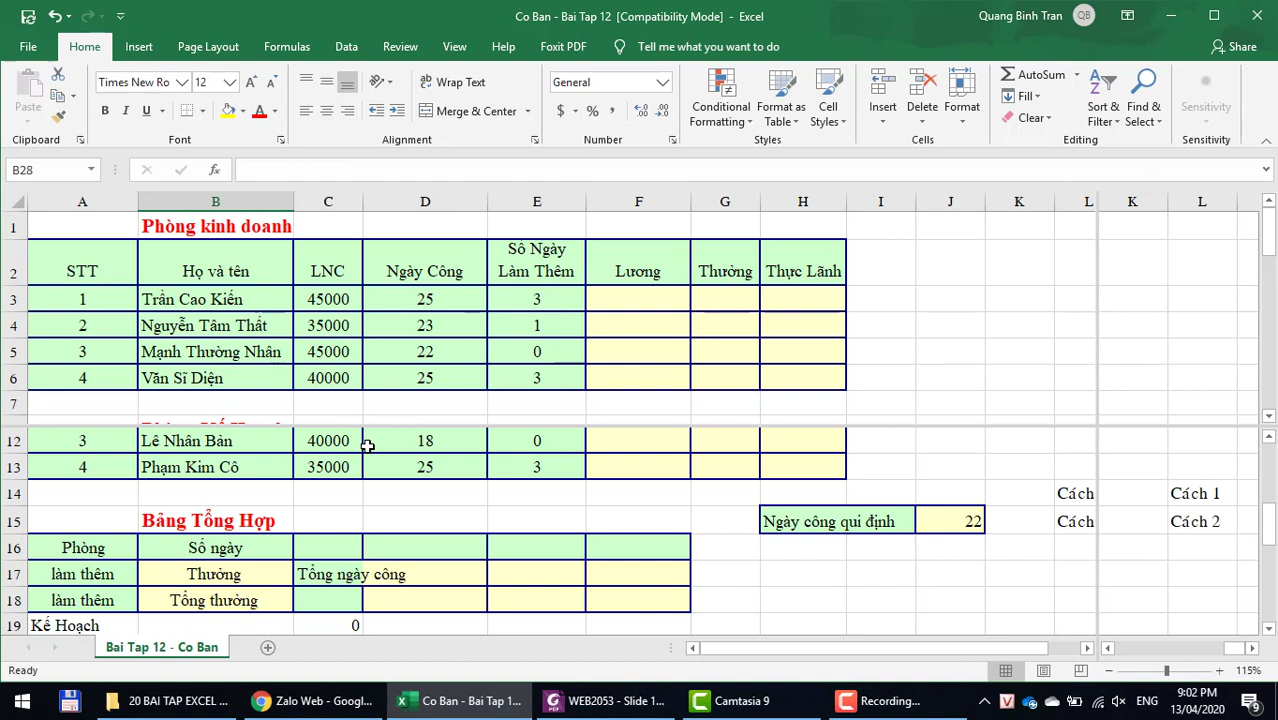 Co Ban - Bai Tap 12 [Compatibility Mode] - Excel
Quang Binh Tran QB
File Home Insert Page Layout Formulas Data Review View Help Foxit PDF Tell me what you want to do Share
Paste
Clipboard
Times New Ro 12
B I U
Font
Wrap Text
Merge & Center
Alignment
General
$ % ,
Number
Conditional Formatting
Format as Table
Cell Styles
Styles
Insert Delete Format
Cells
AutoSum
Fill
Clear
Sort & Filter
Find & Select
Editing
Sensitivity
Sensitivity
B28 fx
A B C D E F G H I J K L K L
1 Phòng kinh doanh
2 STT Họ và tên LNC Ngày Công Số Ngày Làm Thêm Lương Thưởng Thực Lãnh
3 1 Trần Cao Kiến 45000 25 3
4 2 Nguyễn Tâm Thất 35000 23 1
5 3 Mạnh Thường Nhân 45000 22 0
6 4 Văn Sĩ Diện 40000 25 3
7
12 3 Lê Nhân Bản 40000 18 0
13 4 Phạm Kim Cô 35000 25 3
14 Cách Cách 1
15 Bảng Tổng Hợp Ngày công qui định 22 Cách Cách 2
16 Phòng Số ngày
17 làm thêm Thưởng Tổng ngày công
18 làm thêm Tổng thưởng
19 Kế Hoạch 0
Bai Tap 12 - Co Ban
Ready 115%
20 BAI TAP EXCEL ... Zalo Web - Googl... Co Ban - Bai Tap 1... WEB2053 - Slide 1... Camtasia 9 Recording... ENG 9:02 PM
13/04/2020 9